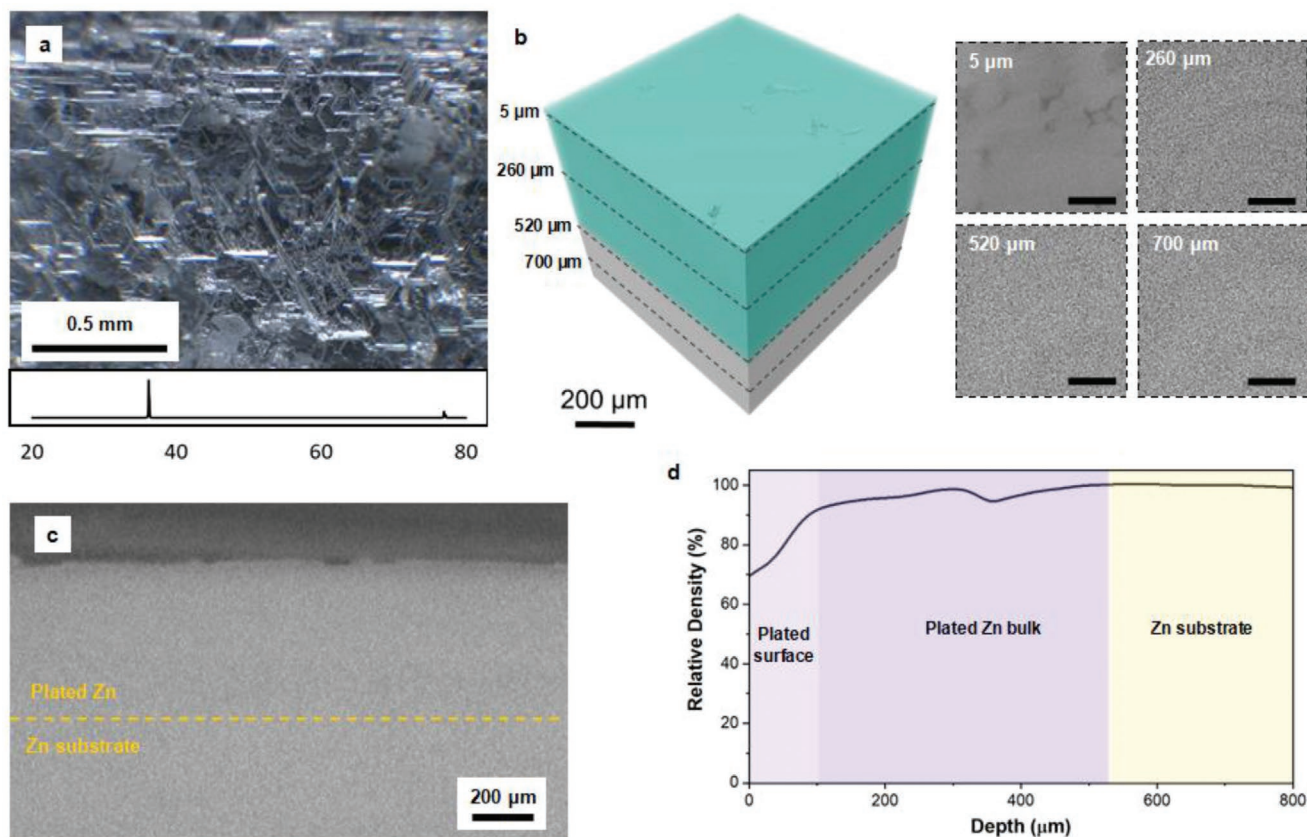 a
0.5 mm
20 40 60 80
b
5 µm
260 µm
520 µm
700 µm
200 µm
5 µm
260 µm
520 µm
700 µm
c
Plated Zn
Zn substrate
200 µm
d
Relative Density (%)
100
80
60
40
20
0
Plated
surface
Plated Zn bulk
Zn substrate
0 200 400 600 800
Depth (µm)